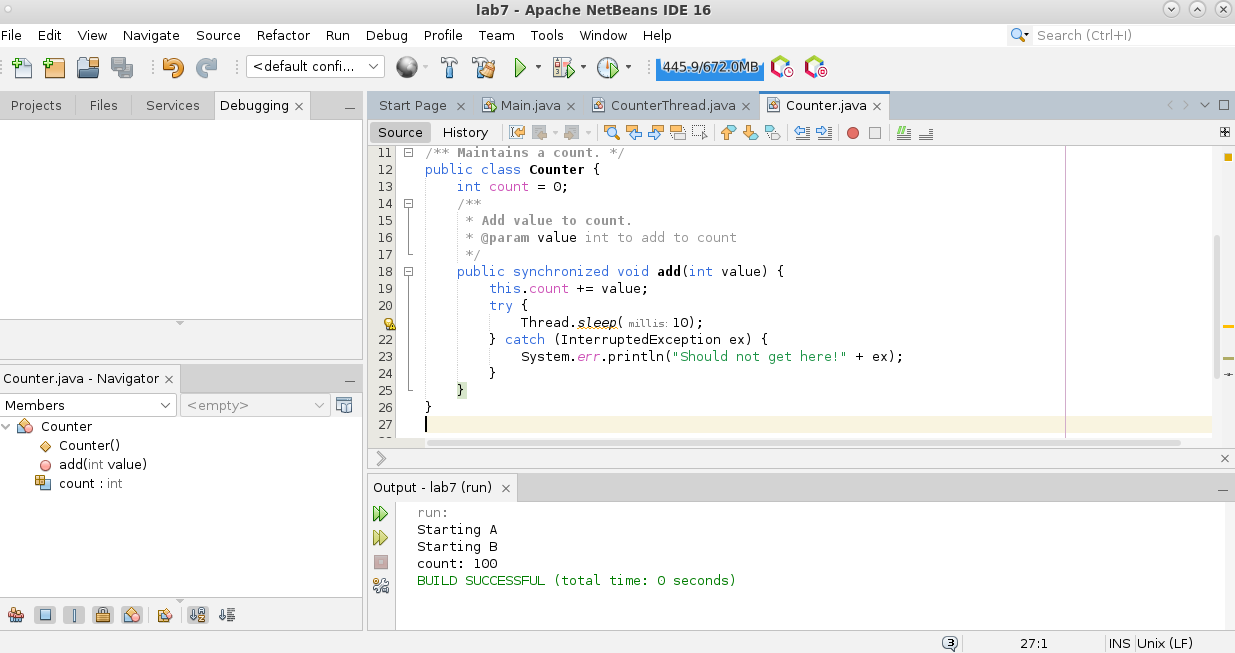 lab7 - Apache NetBeans IDE 16
File Edit View Navigate Source Refactor Run Debug Profile Team Tools Window Help Search (Ctrl+I)
<default confi... 445.9/672.0MB
Projects Files Services Debugging
Start Page Main.java CounterThread.java Counter.java
Source History
11 /** Maintains a count. */
12 public class Counter {
13 int count = 0;
14 /**
15 * Add value to count.
16 * @param value int to add to count
17 */
18 public synchronized void add(int value) {
19 this.count += value;
20 try {
Thread.sleep( millis: 10);
22 } catch (InterruptedException ex) {
23 System.err.println("Should not get here!" + ex);
24 }
25 }
26 }
27
Counter.java - Navigator
Members <empty>
Counter
Counter()
add(int value)
count : int
Output - lab7 (run)
run:
Starting A
Starting B
count: 100
BUILD SUCCESSFUL (total time: 0 seconds)
3 27:1 INS Unix (LF)